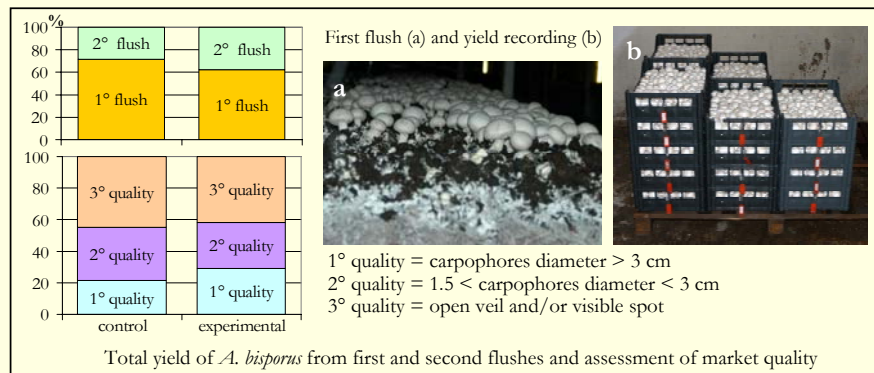 %
100
80
60
40
20
0
2° flush
1° flush
2° flush
1° flush
100
80
60
40
20
0
3° quality
2° quality
1° quality
3° quality
2° quality
1° quality
control
experimental
First flush (a) and yield recording (b)
a
b
1° quality = carpophores diameter > 3 cm
2° quality = 1.5 < carpophores diameter < 3 cm
3° quality = open veil and/or visible spot
Total yield of A. bisporus from first and second flushes and assessment of market quality